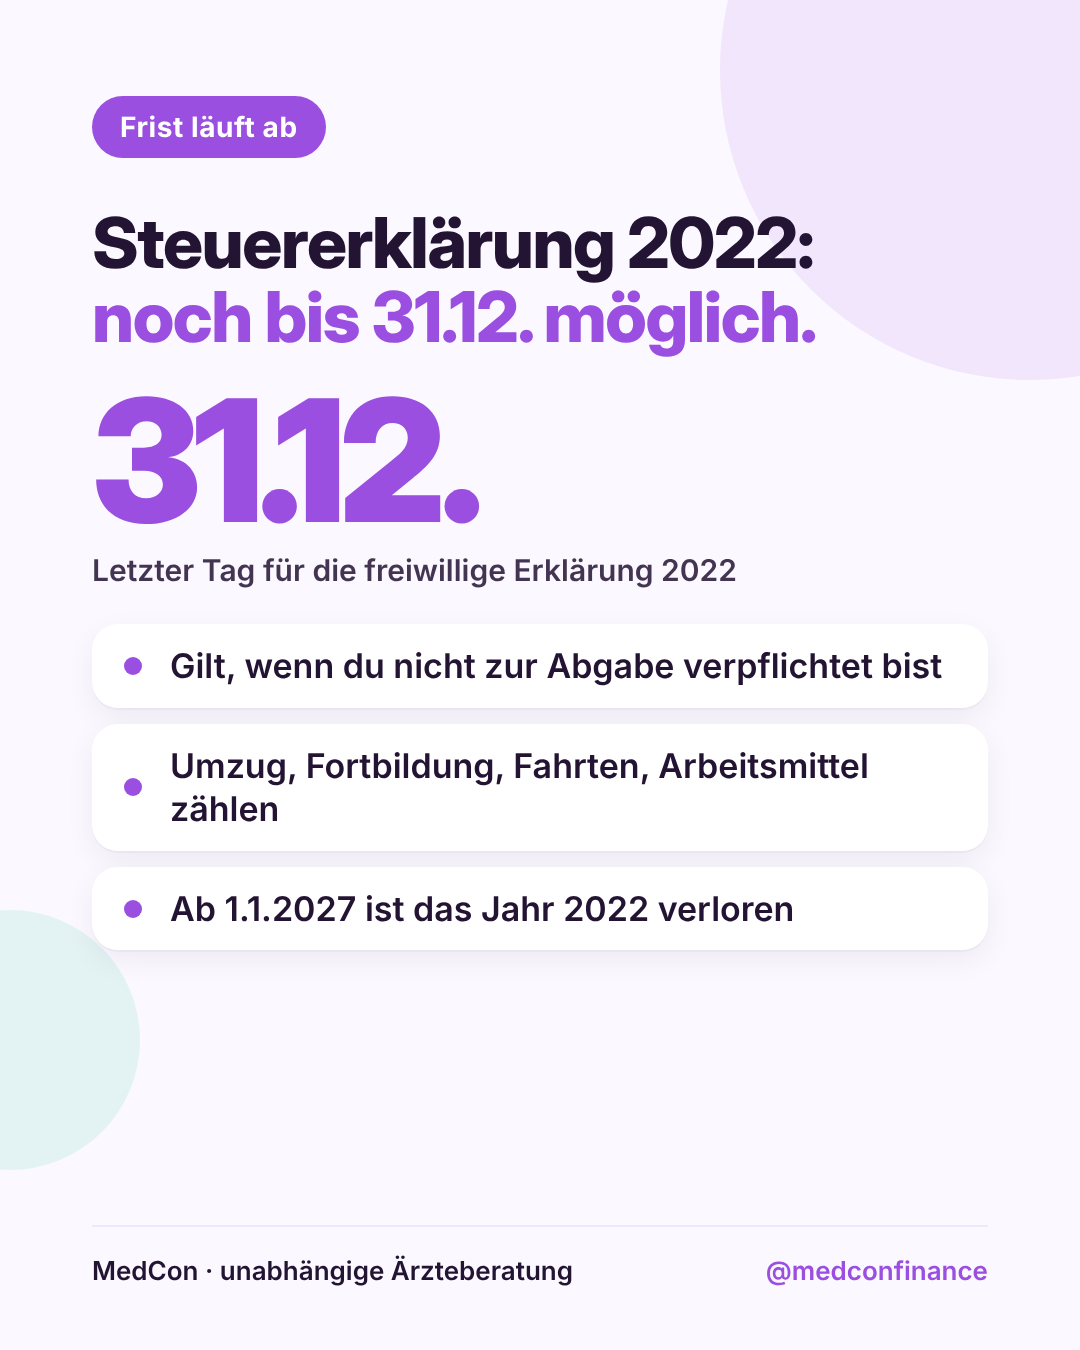 Frist läuft ab
Steuererklärung 2022:
noch bis 31.12. möglich.
31.12.
Letzter Tag für die freiwillige Erklärung 2022
Gilt, wenn du nicht zur Abgabe verpflichtet bist
Umzug, Fortbildung, Fahrten, Arbeitsmittel
zählen
Ab 1.1.2027 ist das Jahr 2022 verloren
MedCon · unabhängige Ärzteberatung
@medconfinance